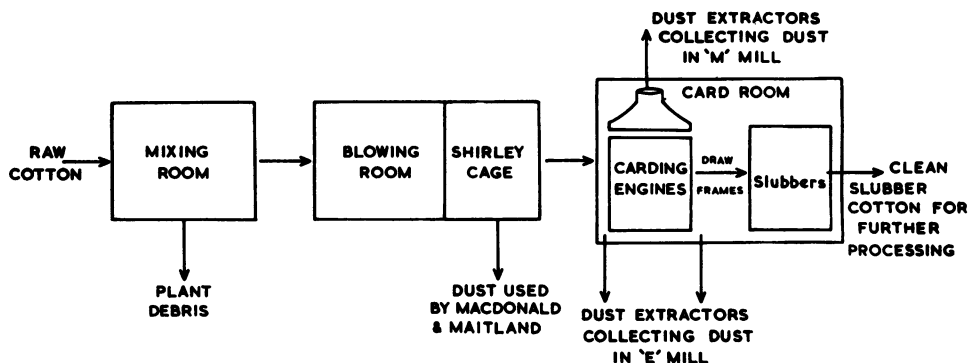 DUST EXTRACTORS
COLLECTING DUST
IN 'M' MILL
CARD ROOM
RAW
COTTON
MIXING
ROOM
BLOWING
ROOM
SHIRLEY
CAGE
CARDING
ENGINES
DRAW
FRAMES
Slubbers
CLEAN
SLUBBER
COTTON FOR
FURTHER
PROCESSING
PLANT
DEBRIS
DUST USED
BY MACDONALD
& MAITLAND
DUST EXTRACTORS
COLLECTING DUST
IN 'E' MILL